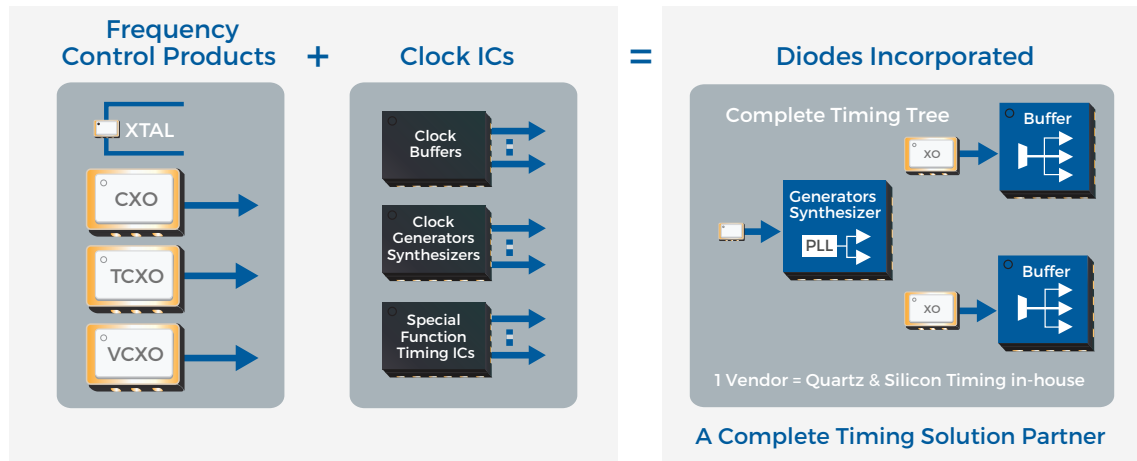 Frequency
Control Products
+
Clock ICs
=
Diodes Incorporated
XTAL
CXO
TCXO
VCXO
Clock
Buffers
Clock
Generators
Synthesizers
Special
Function
Timing ICs
Complete Timing Tree
XO
Buffer
Generators
Synthesizer
PLL
XO
Buffer
1 Vendor = Quartz & Silicon Timing in-house
A Complete Timing Solution Partner